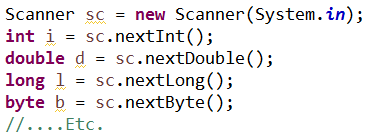 Scanner sc = new Scanner(System.in);
int i = sc.nextInt();
double d = sc.nextDouble();
long l = sc.nextLong();
byte b = sc.nextByte();
//....Etc.